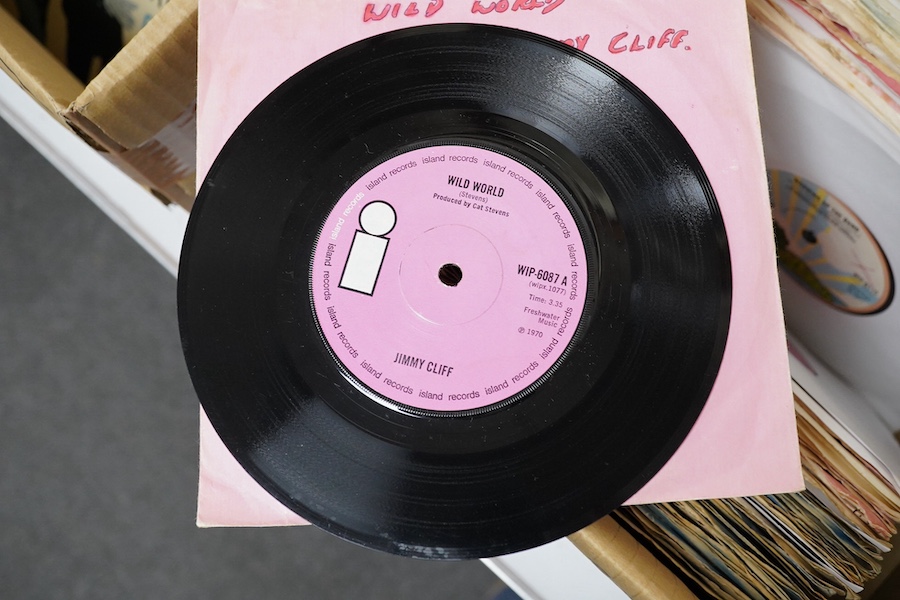 WILD WORLD
CLIFF.
island records island records island records island records island records island records island records island records island records island records island records
WILD WORLD
(Stevens)
Produced by Cat Stevens
i
WIP-6087 A
(wipx.1077)
Time: 3.35
Freshwater
Music
℗ 1970
JIMMY CLIFF